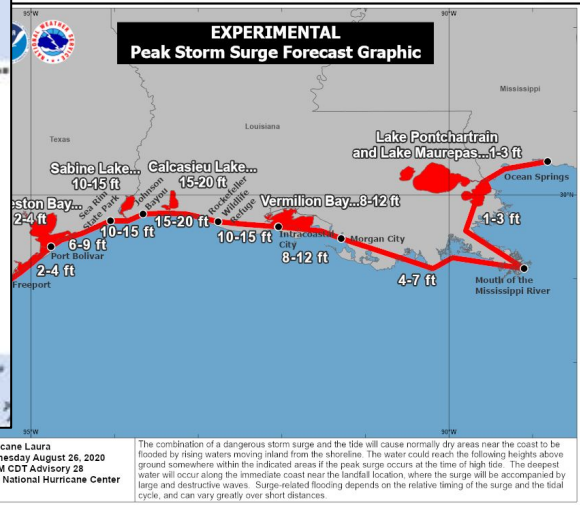 95°W
90°W
EXPERIMENTAL
Peak Storm Surge Forecast Graphic
NATIONAL WEATHER SERVICE
Mississippi
Texas
Louisiana
Lake Pontchartrain
and Lake Maurepas...1-3 ft
Sabine Lake...
10-15 ft
Calcasieu Lake...
15-20 ft
Ocean Springs
30°N
eston Bay...
2-4 ft
Sea Rim
State Park
Johnson
Bayou
Rockefeller
Wildlife
Refuge
Vermilion Bay...8-12 ft
1-3 ft
15-20 ft
10-15 ft
10-15 ft
Intracoastal
City
Morgan City
6-9 ft
Port Bolivar
8-12 ft
2-4 ft
4-7 ft
Freeport
Mouth of the
Mississippi River
95°W
90°W
cane Laura
nesday August 26, 2020
M CDT Advisory 28
National Hurricane Center
The combination of a dangerous storm surge and the tide will cause normally dry areas near the coast to be
flooded by rising waters moving inland from the shoreline. The water could reach the following heights above
ground somewhere within the indicated areas if the peak surge occurs at the time of high tide. The deepest
water will occur along the immediate coast near the landfall location, where the surge will be accompanied by
large and destructive waves. Surge-related flooding depends on the relative timing of the surge and the tidal
cycle, and can vary greatly over short distances.